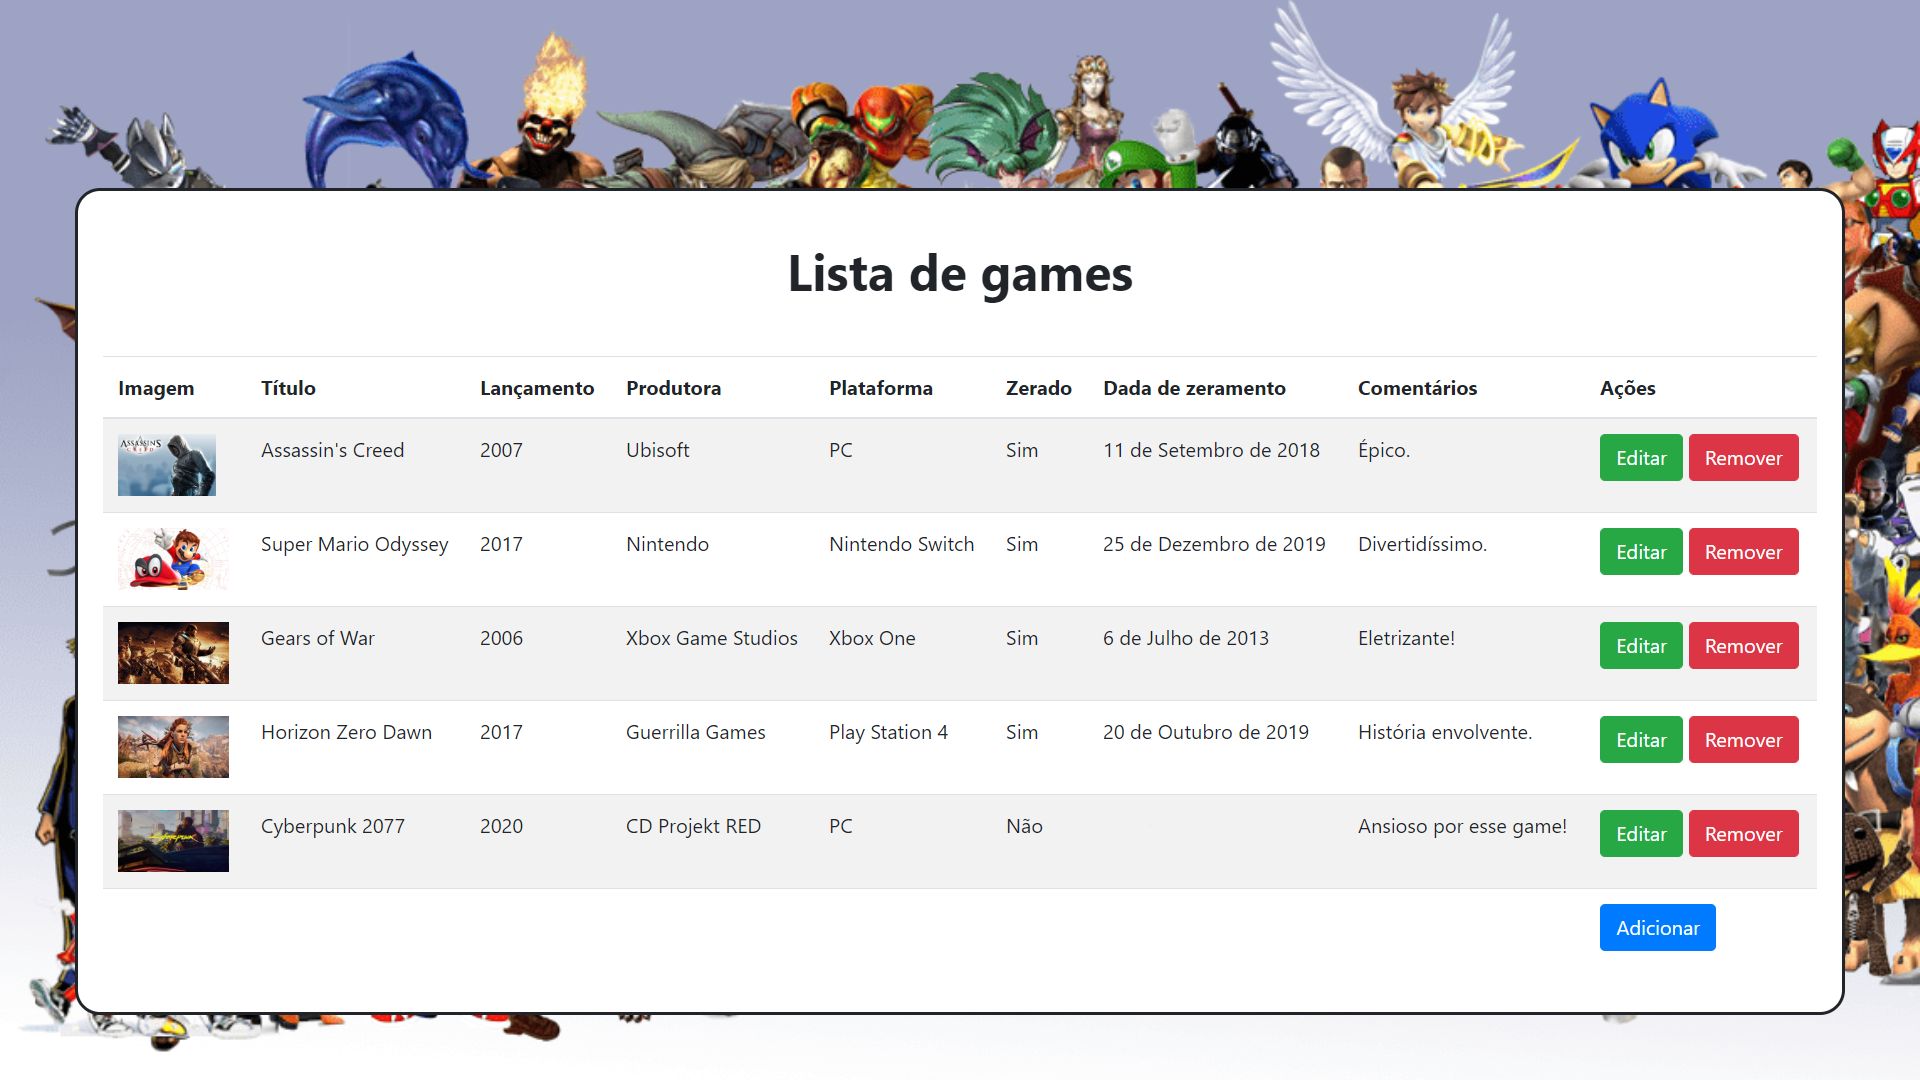 Lista de games
Imagem Título Lançamento Produtora Plataforma Zerado Dada de zeramento Comentários Ações
ASSASSIN'S CREED Assassin's Creed 2007 Ubisoft PC Sim 11 de Setembro de 2018 Épico. Editar Remover
Super Mario Odyssey 2017 Nintendo Nintendo Switch Sim 25 de Dezembro de 2019 Divertidíssimo. Editar Remover
Gears of War 2006 Xbox Game Studios Xbox One Sim 6 de Julho de 2013 Eletrizante! Editar Remover
Horizon Zero Dawn 2017 Guerrilla Games Play Station 4 Sim 20 de Outubro de 2019 História envolvente. Editar Remover
Cyberpunk Cyberpunk 2077 2020 CD Projekt RED PC Não Ansioso por esse game! Editar Remover
Adicionar